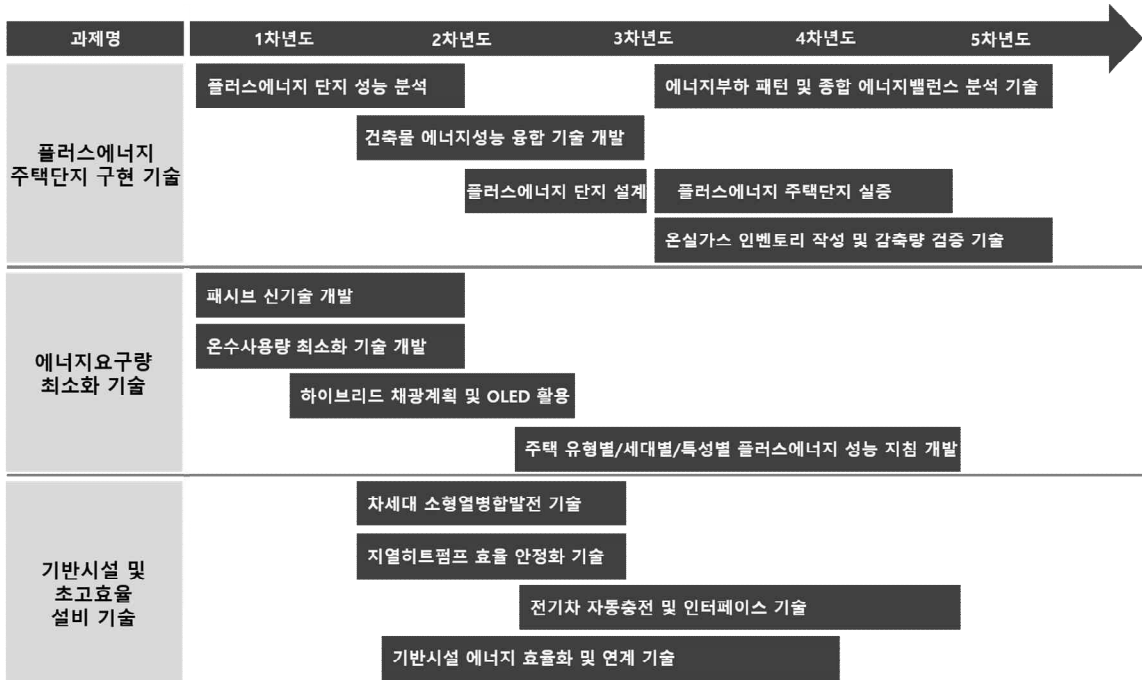 과제명 1차년도 2차년도 3차년도 4차년도 5차년도
플러스에너지
주택단지 구현 기술
플러스에너지 단지 성능 분석
에너지부하 패턴 및 종합 에너지밸런스 분석 기술
건축물 에너지성능 융합 기술 개발
플러스에너지 단지 설계
플러스에너지 주택단지 실증
온실가스 인벤토리 작성 및 감축량 검증 기술
에너지요구량
최소화 기술
패시브 신기술 개발
온수사용량 최소화 기술 개발
하이브리드 채광계획 및 OLED 활용
주택 유형별/세대별/특성별 플러스에너지 성능 지침 개발
기반시설 및
초고효율
설비 기술
차세대 소형열병합발전 기술
지열히트펌프 효율 안정화 기술
전기차 자동충전 및 인터페이스 기술
기반시설 에너지 효율화 및 연계 기술